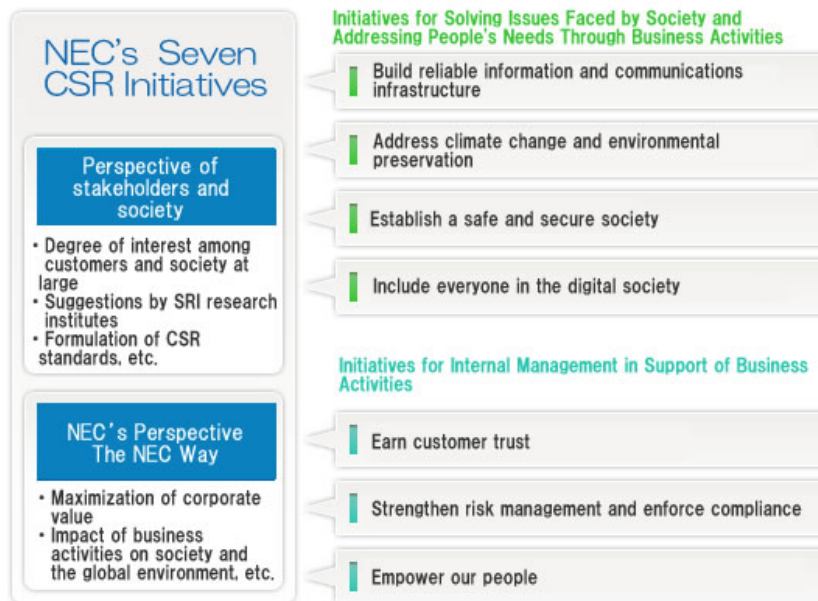 NEC's Seven
CSR Initiatives
Perspective of
stakeholders and
society
・Degree of interest among
customers and society at
large
・Suggestions by SRI research
institutes
・Formulation of CSR
standards, etc.
NEC's Perspective
The NEC Way
・Maximization of corporate
value
・Impact of business
activities on society and
the global environment, etc.
Initiatives for Solving Issues Faced by Society and
Addressing People's Needs Through Business Activities
Build reliable information and communications
infrastructure
Address climate change and environmental
preservation
Establish a safe and secure society
Include everyone in the digital society
Initiatives for Internal Management in Support of Business
Activities
Earn customer trust
Strengthen risk management and enforce compliance
Empower our people